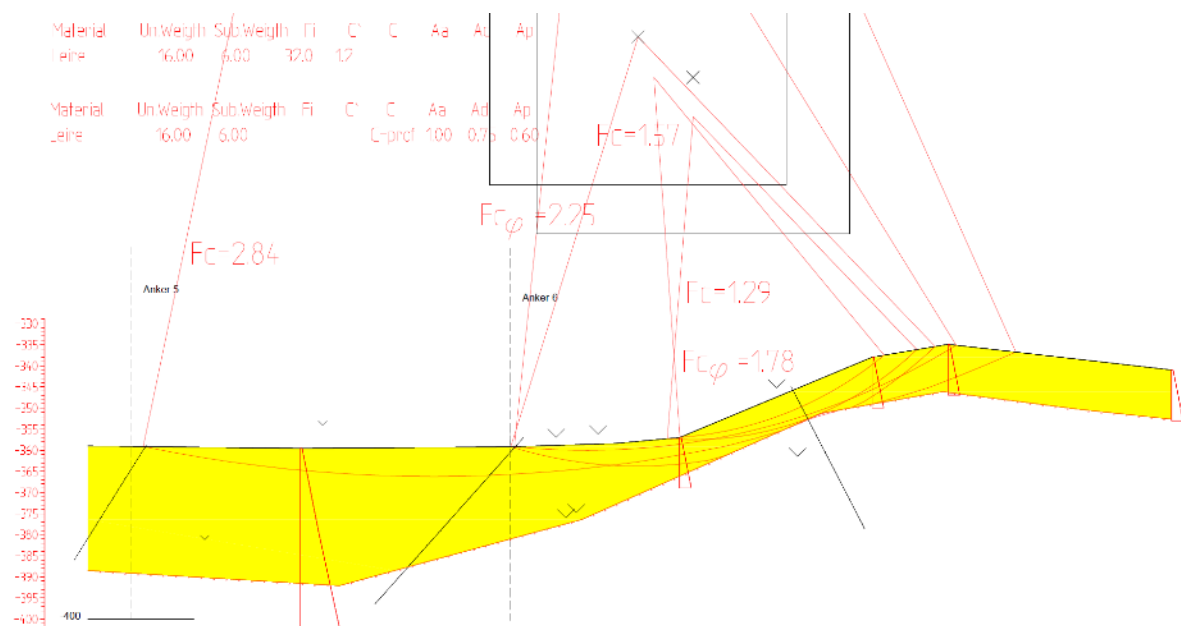 Material Un.Weigth Sub.Weigth Fi C' C Aa Ad Ap
Leire 16.00 6.00 32.0 1.2
Material Un.Weigth Sub.Weigth Fi C' C Aa Ad Ap
Leire 16.00 6.00 C-prof 1.00 0.75 0.60
Fc=1.57
Fcφ=2.25
Fc=2.84
Anker 5
Anker 6
Fc=1.29
Fcφ=1.78
-330
-335
-340
-345
-350
-355
-360
-365
-370
-375
-380
-385
-390
-395
-400
-400